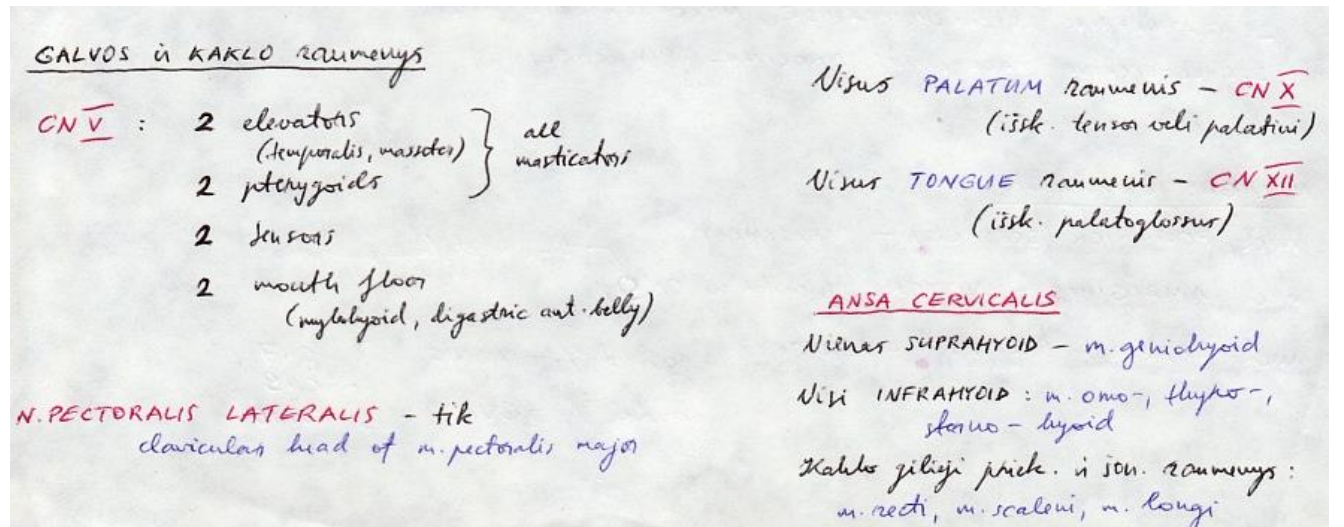 GALVOS ir KAKLO raumenys
CN V : 2 elevators
(temporalis, masseter)
2 pterygoids
all
masticators
2 tensors
2 mouth floor
(mylohyoid, digastric ant. belly)
N. PECTORALIS LATERALIS - tik
clavicular head of m. pectoralis major
Visus PALATUM raumenis - CN X
(išsk. tensor veli palatini)
Visus TONGUE raumenis - CN XII
(išsk. palatoglossus)
ANSA CERVICALIS
Vienas SUPRAHYOID - m. geniohyoid
Visi INFRAHYOID : m. omo-, thyro-,
sterno-hyoid
Kaklo gilieji priek. ir šon. raumenys :
m. recti, m. scaleni, m. longi